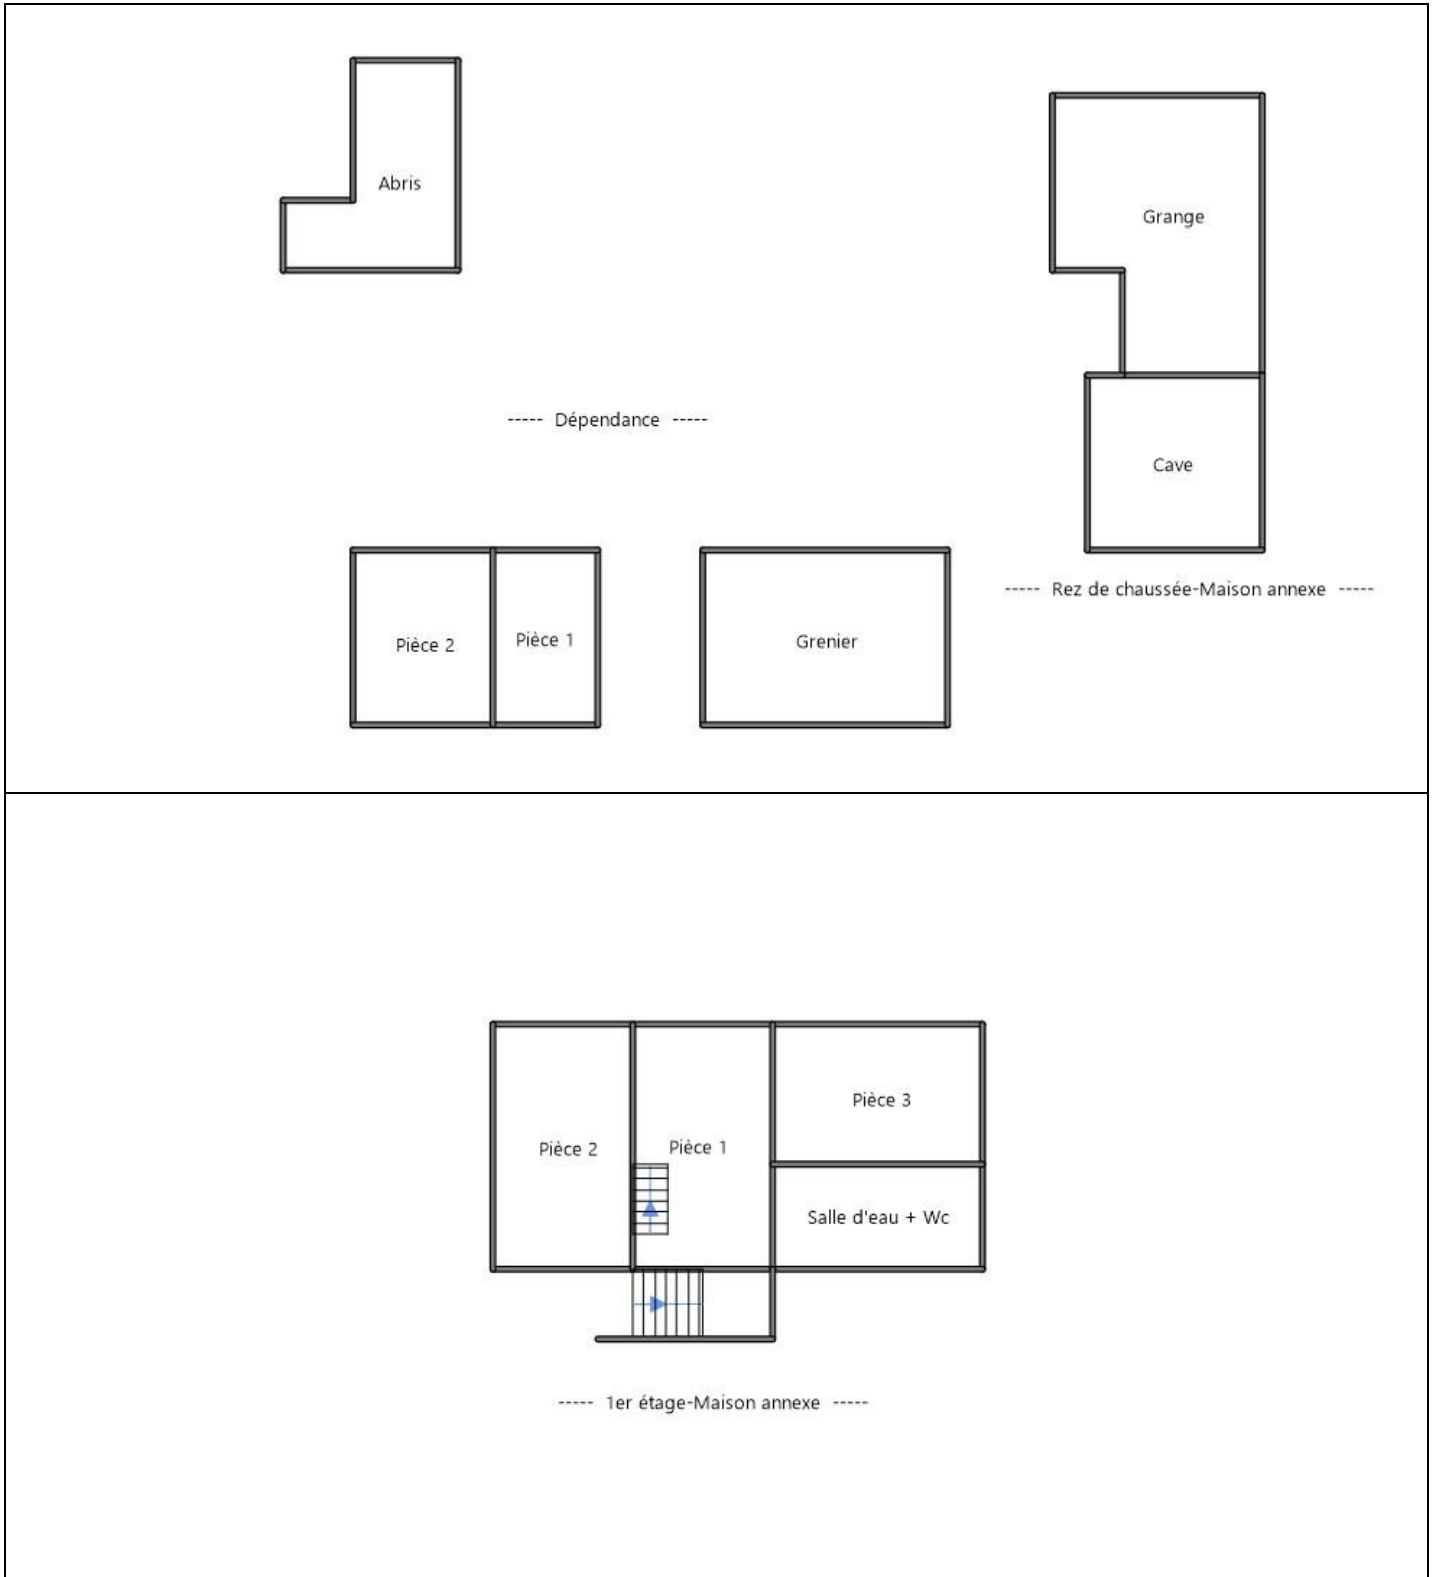 Abris
Grange
----- Dépendance -----
Cave
----- Rez de chaussée-Maison annexe -----
Pièce 2
Pièce 1
Grenier
Pièce 3
Pièce 2
Pièce 1
Salle d'eau + Wc
----- 1er étage-Maison annexe -----